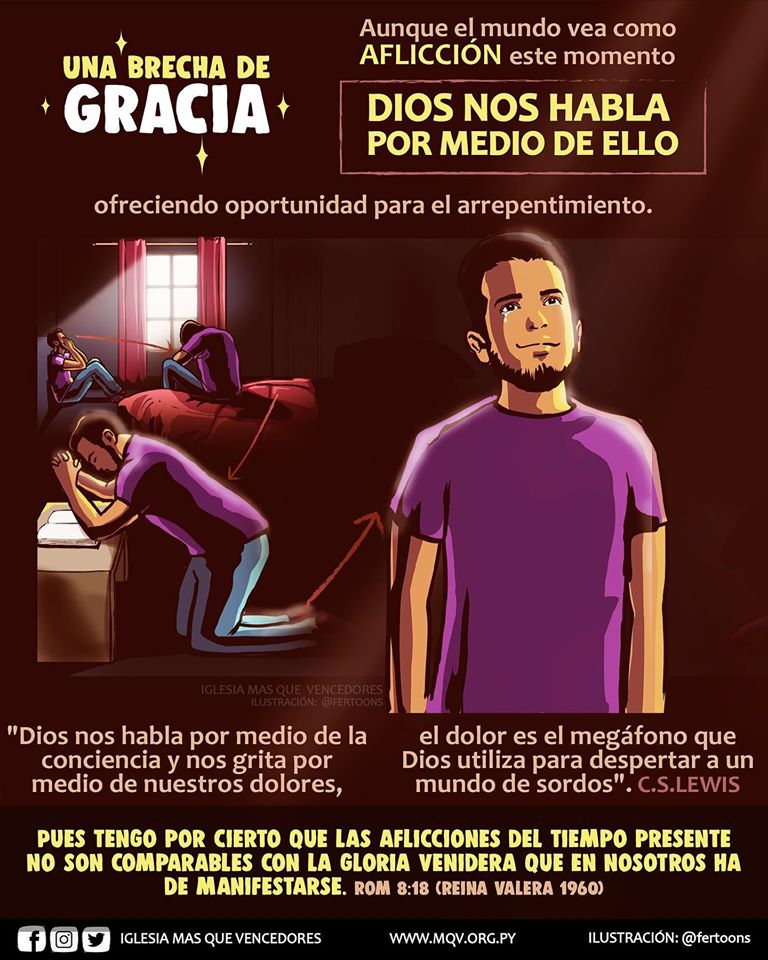 UNA BRECHA DE
GRACIA
Aunque el mundo vea como
AFLICCIÓN este momento
DIOS NOS HABLA
POR MEDIO DE ELLO
ofreciendo oportunidad para el arrepentimiento.
IGLESIA MAS QUE VENCEDORES
ILUSTRACIÓN: @FERTOONS
"Dios nos habla por medio de la
conciencia y nos grita por
medio de nuestros dolores,
el dolor es el megáfono que
Dios utiliza para despertar a un
mundo de sordos". C.S.LEWIS
PUES TENGO POR CIERTO QUE LAS AFLICCIONES DEL TIEMPO PRESENTE
NO SON COMPARABLES CON LA GLORIA VENIDERA QUE EN NOSOTROS HA
DE MANIFESTARSE. ROM 8:18 (REINA VALERA 1960)
IGLESIA MAS QUE VENCEDORES
WWW.MQV.ORG.PY
ILUSTRACIÓN: @fertoons